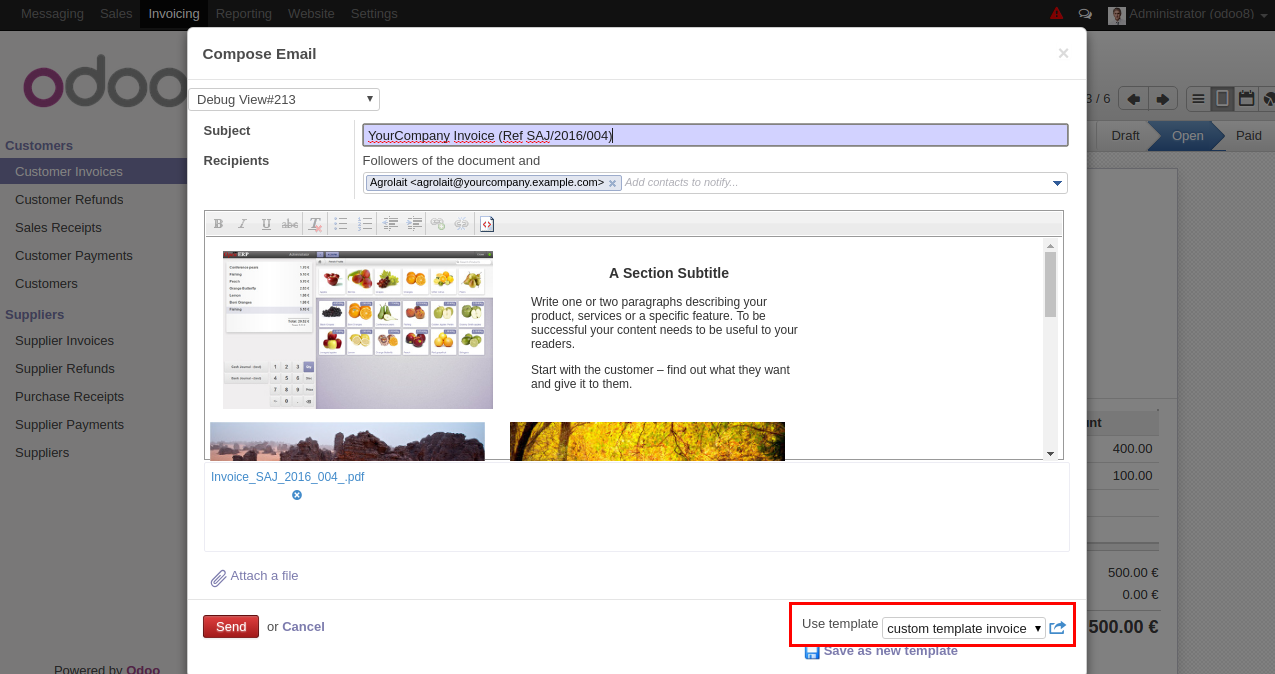 Messaging Sales Invoicing Reporting Website Settings
Administrator (odoo8)
odoo
Compose Email
×
Debug View#213
3 / 6
Draft Open Paid
Subject
YourCompany Invoice (Ref SAJ/2016/004)
Recipients
Followers of the document and
Agrolait <agrolait@yourcompany.example.com> ×
Add contacts to notify...
Customers
Customer Invoices
Customer Refunds
Sales Receipts
Customer Payments
Customers
Suppliers
Supplier Invoices
Supplier Refunds
Purchase Receipts
Supplier Payments
Suppliers
B I U abc T
A Section Subtitle
Write one or two paragraphs describing your
product, services or a specific feature. To be
successful your content needs to be useful to your
readers.
Start with the customer – find out what they want
and give it to them.
Invoice_SAJ_2016_004_.pdf
Attach a file
unt
400.00
100.00
500.00 €
0.00 €
500.00 €
Send or Cancel
Use template custom template invoice
Save as new template
Powered by Odoo